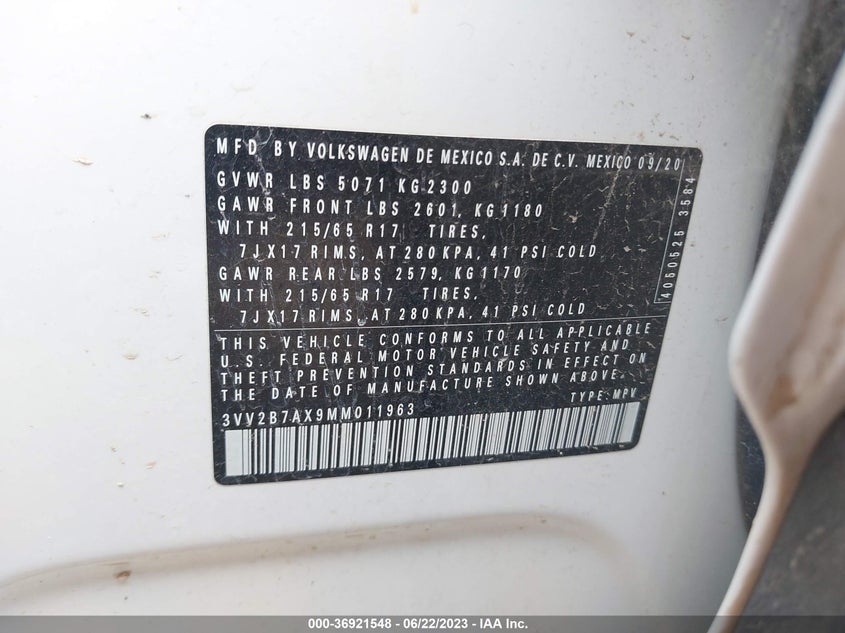 MFD BY VOLKSWAGEN DE MEXICO S.A. DE C.V. MEXICO 09/20
GVWR LBS 5071 KG 2300
GAWR FRONT LBS 2601, KG 1180
WITH 215/65 R17 TIRES,
7JX17 RIMS, AT 280 KPA, 41 PSI COLD
GAWR REAR LBS 2579, KG 1170
WITH 215/65 R17 TIRES,
7JX17 RIMS, AT 280 KPA, 41 PSI COLD
4050525 3584
THIS VEHICLE CONFORMS TO ALL APPLICABLE
U.S. FEDERAL MOTOR VEHICLE SAFETY AND
THEFT PREVENTION STANDARDS IN EFFECT ON
THE DATE OF MANUFACTURE SHOWN ABOVE.
3VV2B7AX9MM011963 TYPE: MPV
000-36921548 - 06/22/2023 - IAA Inc.